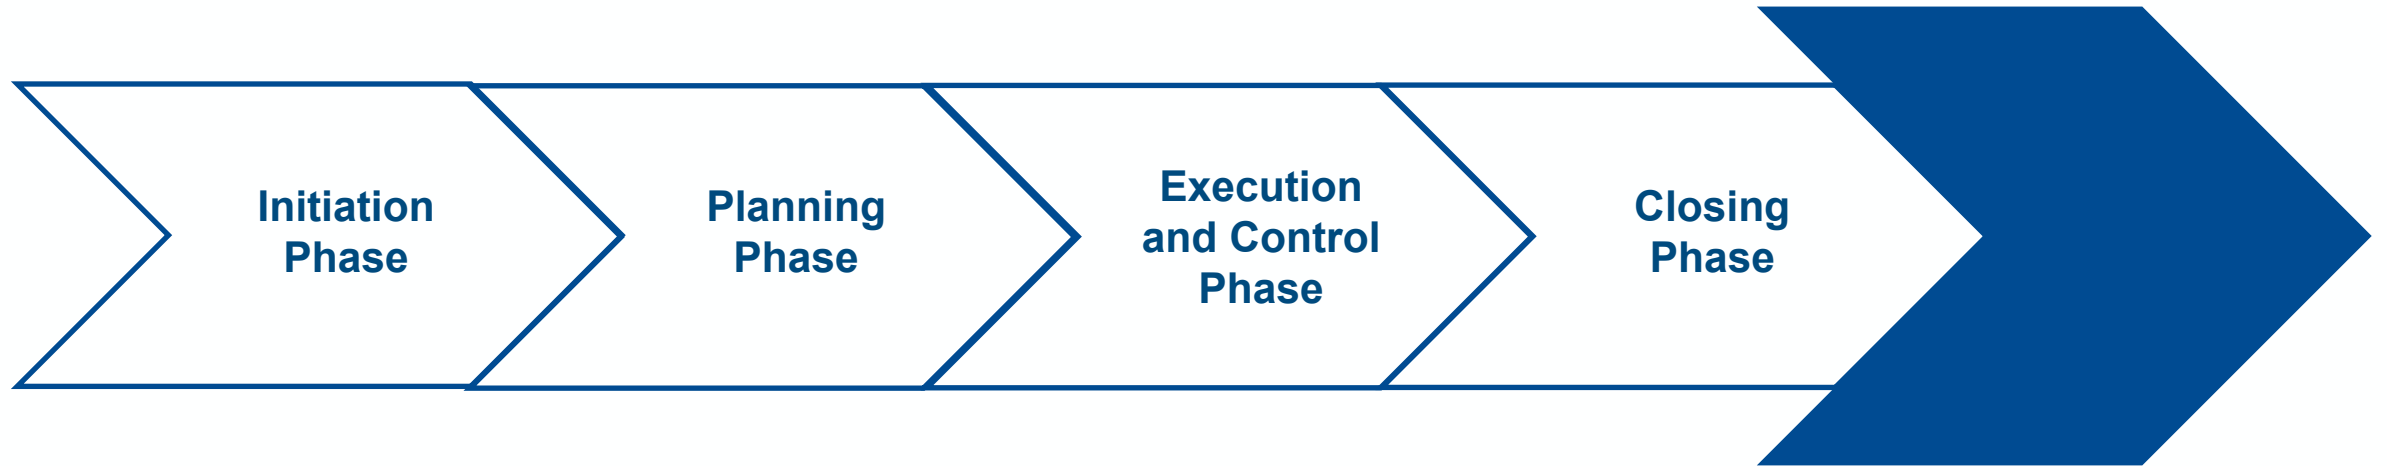 Initiation
Phase
Planning
Phase
Execution
and Control
Phase
Closing
Phase